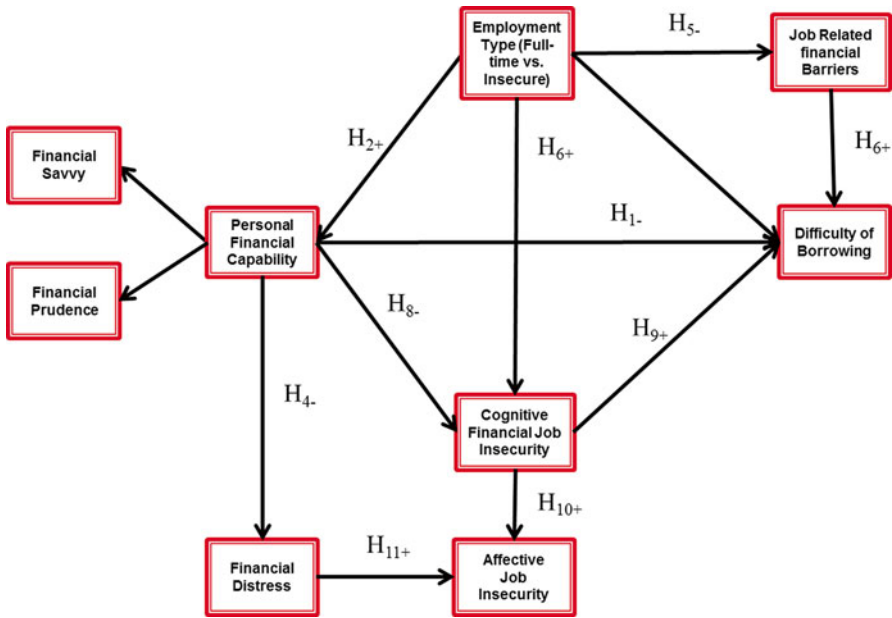 Employment
Type (Full-
time vs.
Insecure)
H5-
Job Related
financial
Barriers
H2+
H6+
H6+
Financial
Savvy
Personal
Financial
Capability
H1-
Difficulty of
Borrowing
Financial
Prudence
H8-
H9+
H4-
Cognitive
Financial Job
Insecurity
H10+
H11+
Financial
Distress
Affective
Job
Insecurity